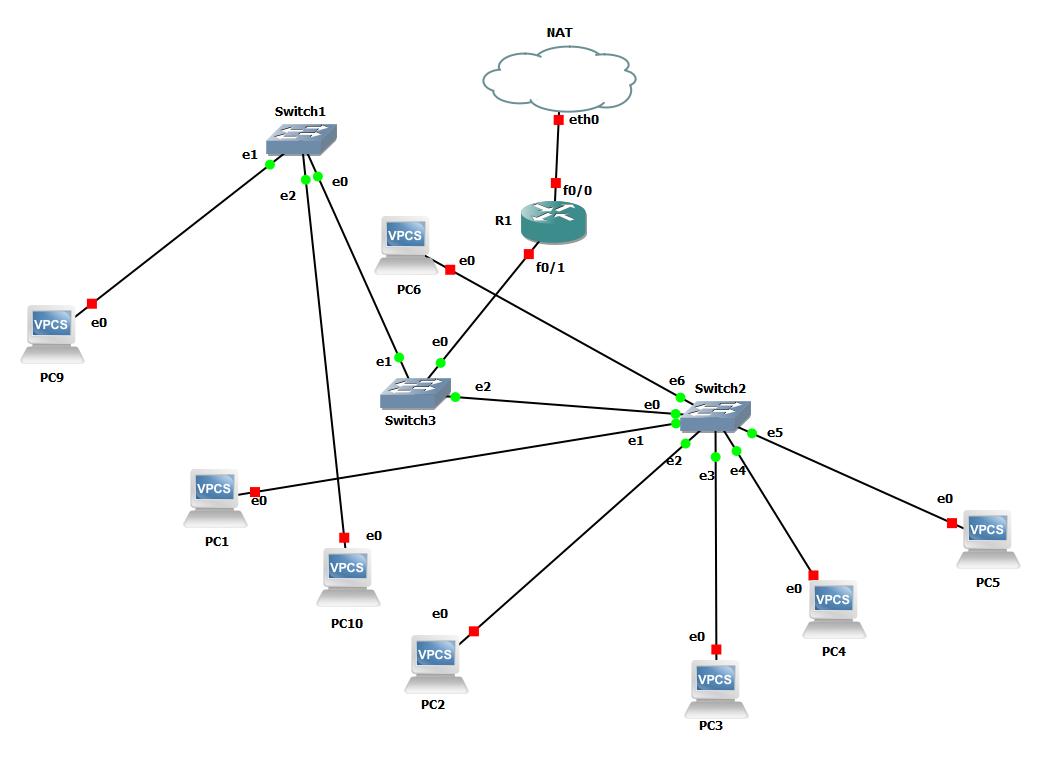 NAT
Switch1
eth0
e1
e2
e0
f0/0
R1
VPCS
e0
f0/1
PC6
VPCS
e0
PC9
e1
e0
e2
Switch3
e6
Switch2
e0
e1
e2
e3
e4
e5
VPCS
e0
PC1
e0
VPCS
PC5
e0
VPCS
PC10
e0
VPCS
PC4
e0
VPCS
PC2
e0
VPCS
PC3